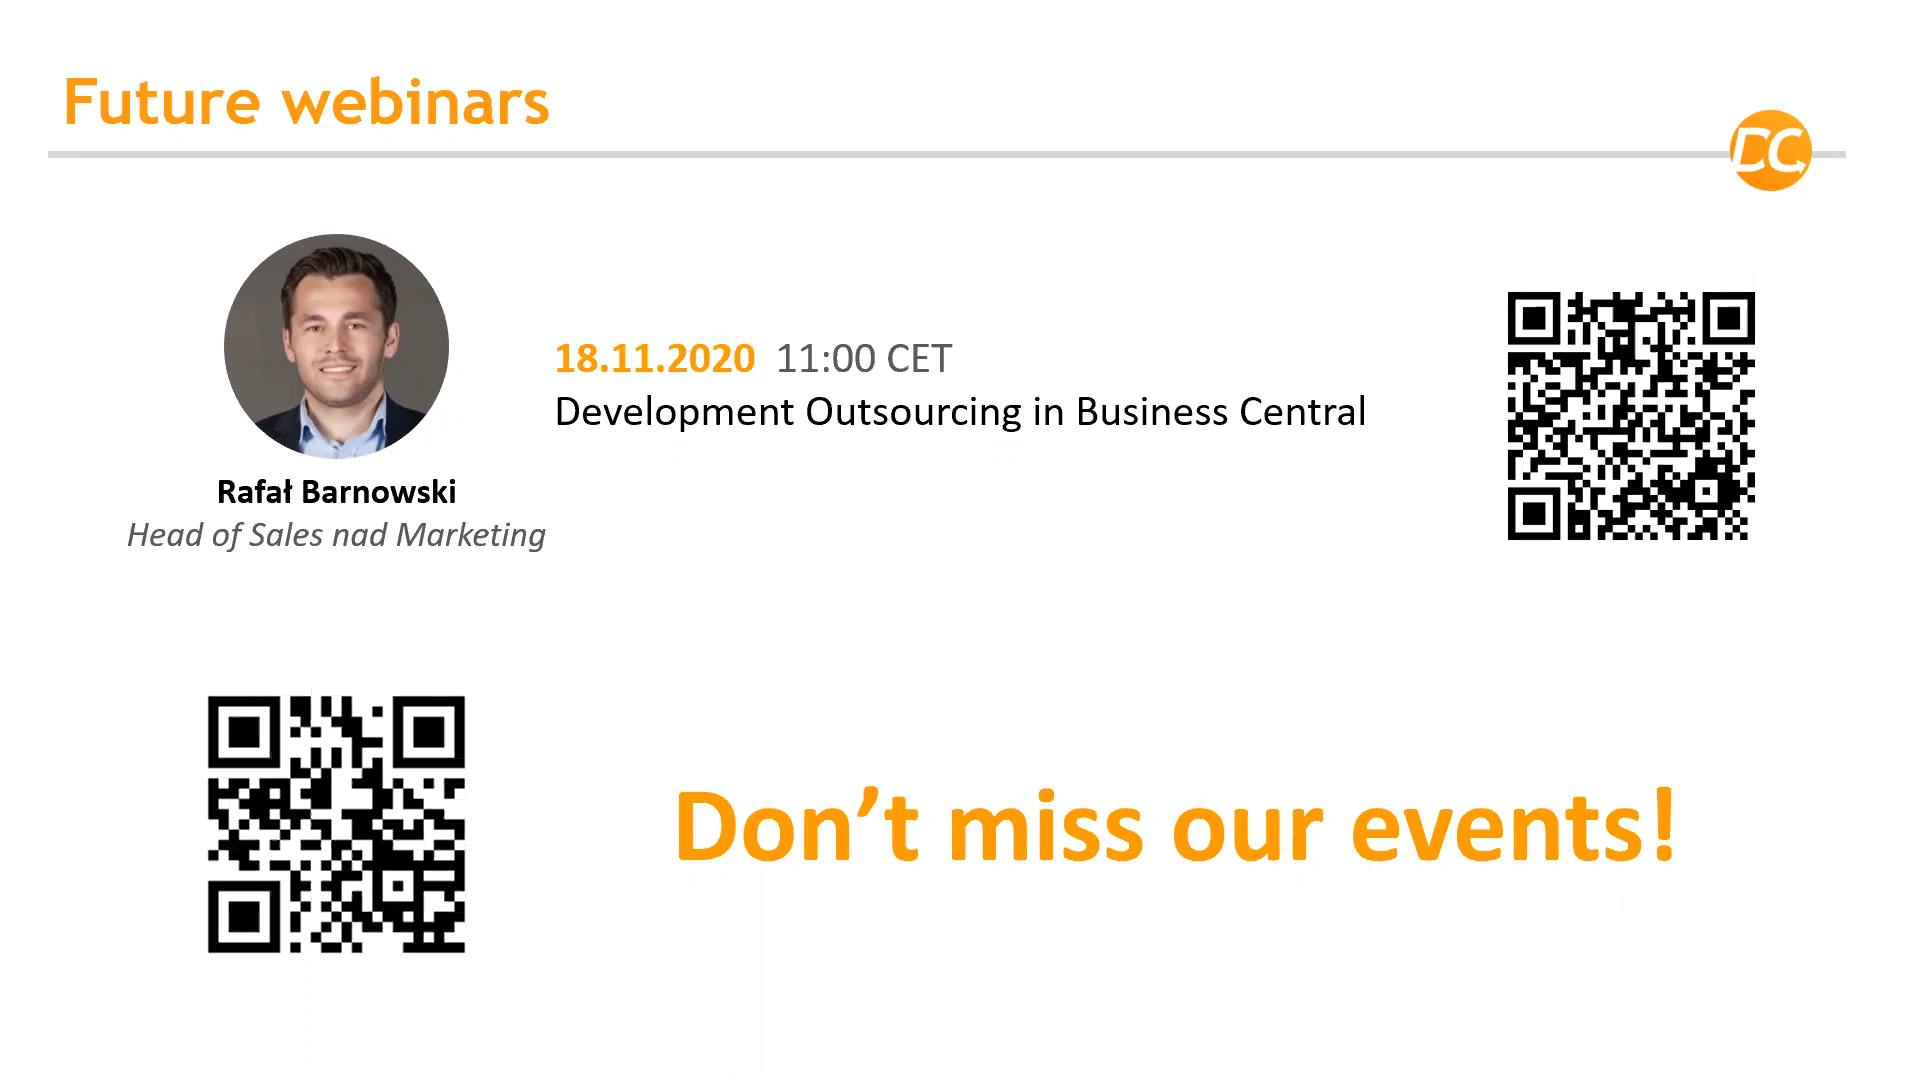 Future webinars
DC
18.11.2020 11:00 CET
Development Outsourcing in Business Central
Rafał Barnowski
Head of Sales nad Marketing
Don’t miss our events!